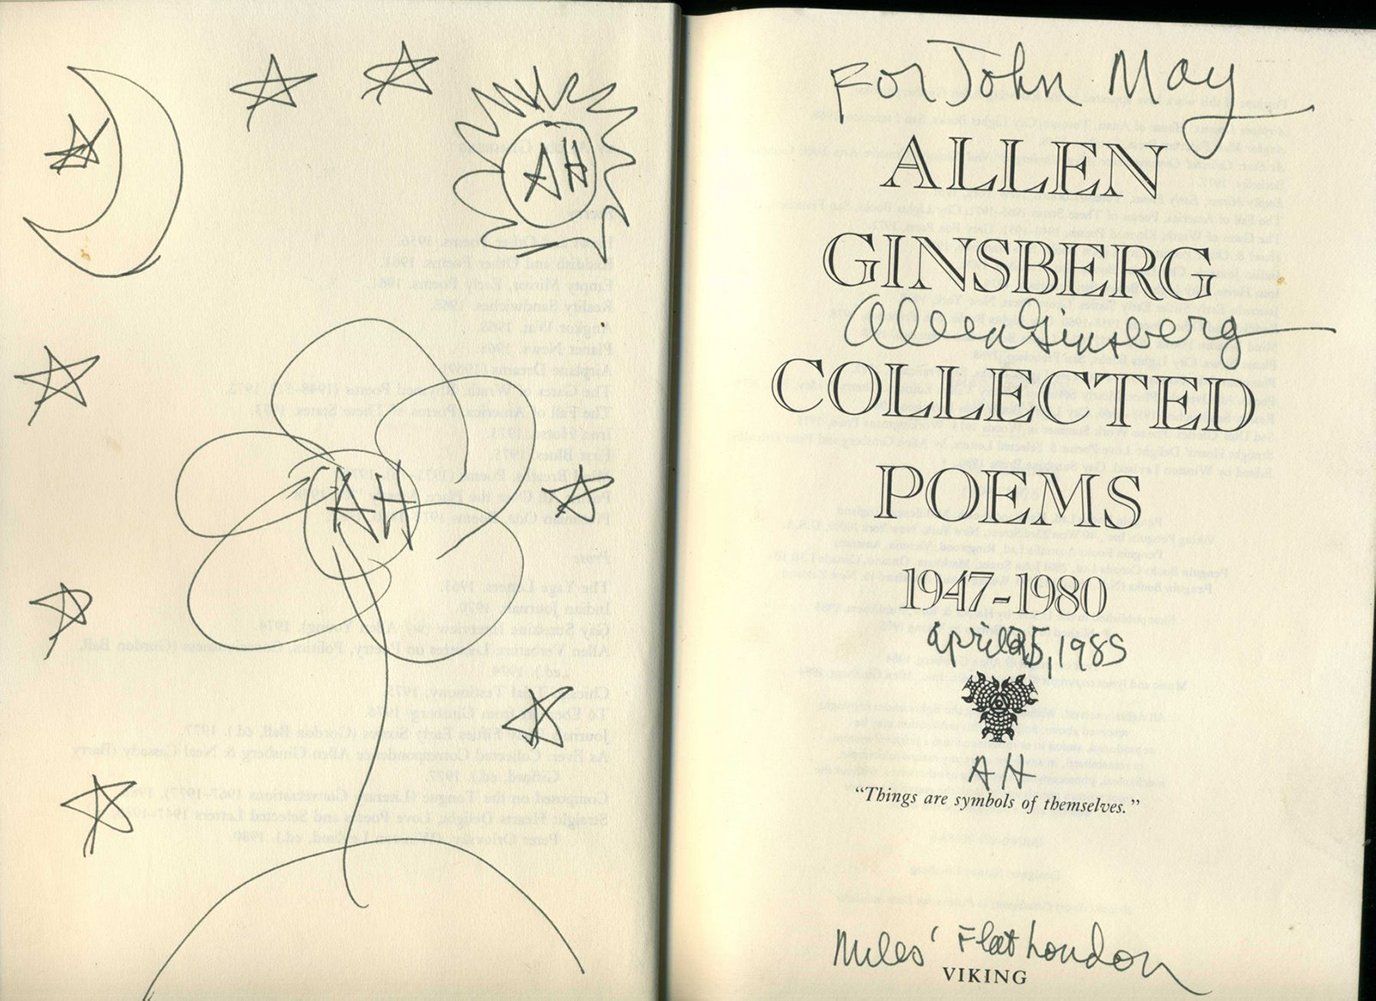 AH
AH
For John May
ALLEN
GINSBERG
Allen Ginsberg
COLLECTED
POEMS
1947-1980
April 25, 1985
AH
"Things are symbols of themselves."
Miles' Flat London
VIKING